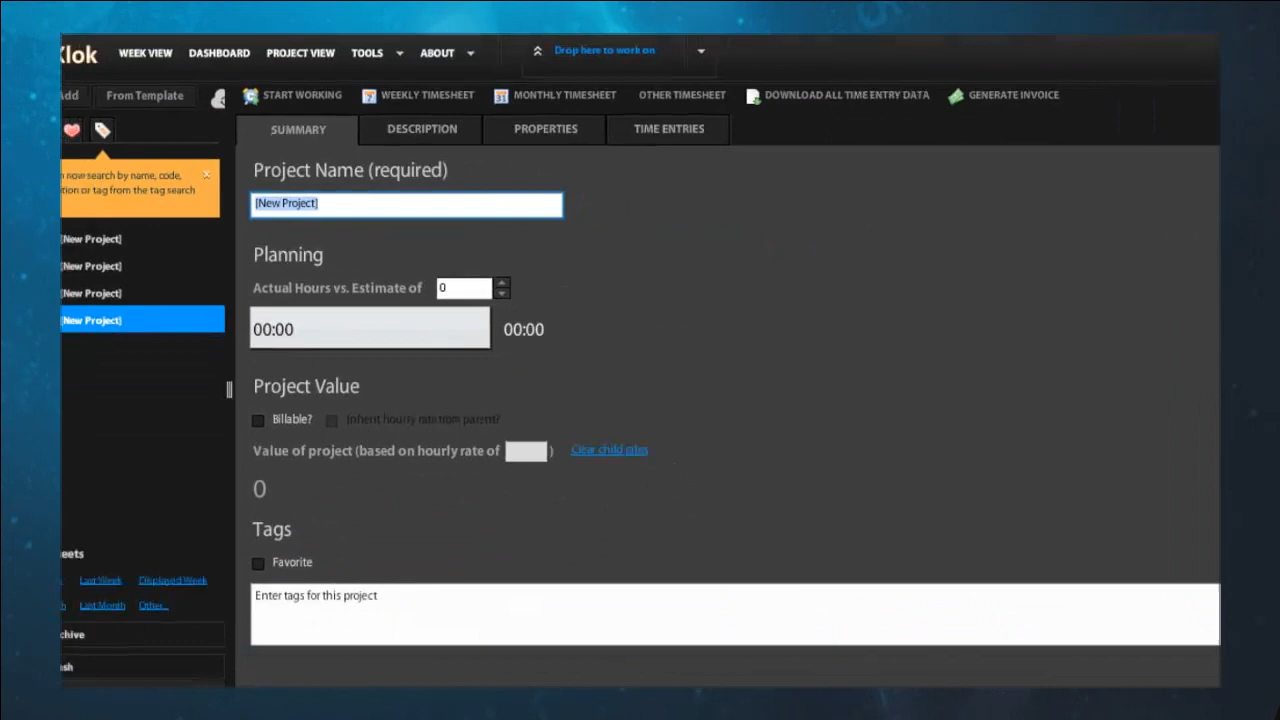 Klok WEEK VIEW DASHBOARD PROJECT VIEW TOOLS ABOUT Drop here to work on
Add From Template START WORKING WEEKLY TIMESHEET MONTHLY TIMESHEET OTHER TIMESHEET DOWNLOAD ALL TIME ENTRY DATA GENERATE INVOICE
SUMMARY DESCRIPTION PROPERTIES TIME ENTRIES
now search by name, code,
tion or tag from the tag search
[New Project]
[New Project]
[New Project]
[New Project]
eets
Last Week Displayed Week
h Last Month Other...
chive
sh
Project Name (required)
[New Project]
Planning
Actual Hours vs. Estimate of 0
00:00 00:00
Project Value
Billable? Inherit hourly rate from parent?
Value of project (based on hourly rate of ) Clear child rates
0
Tags
Favorite
Enter tags for this project